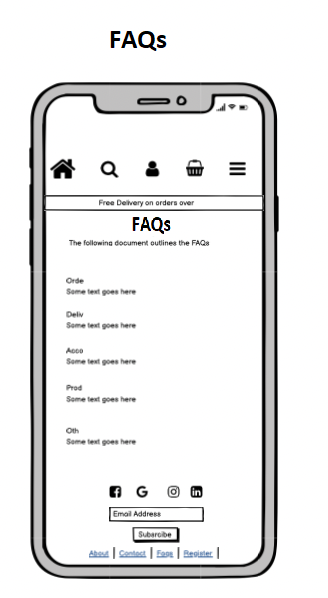 FAQs
Free Delivery on orders over
FAQs
The following document outlines the FAQs
Orde
Some text goes here
Deliv
Some text goes here
Acco
Some text goes here
Prod
Some text goes here
Oth
Some text goes here
Email Address
Subarcibe
About | Contact | Faqs | Register |